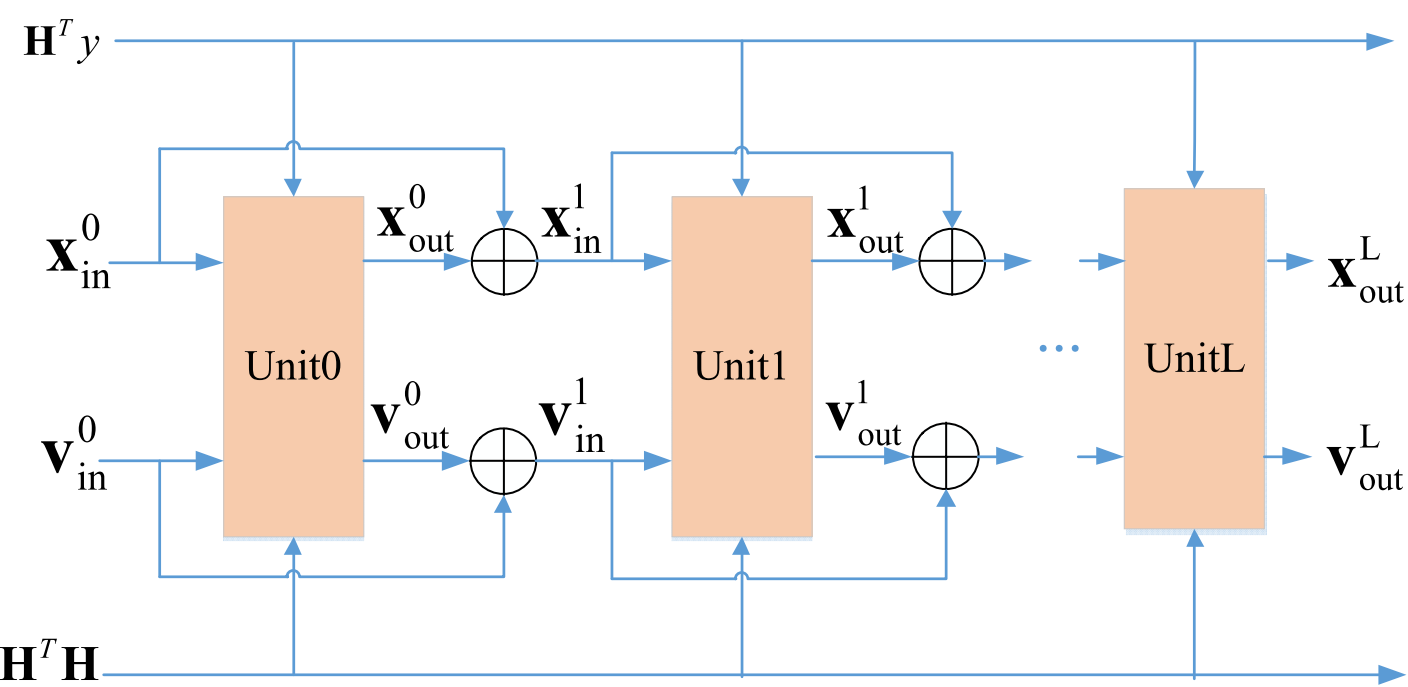 H^T y
x_in^0
x_out^0
x_in^1
x_out^1
x_out^L
Unit0
Unit1
...
UnitL
v_in^0
v_out^0
v_in^1
v_out^1
v_out^L
H^T H